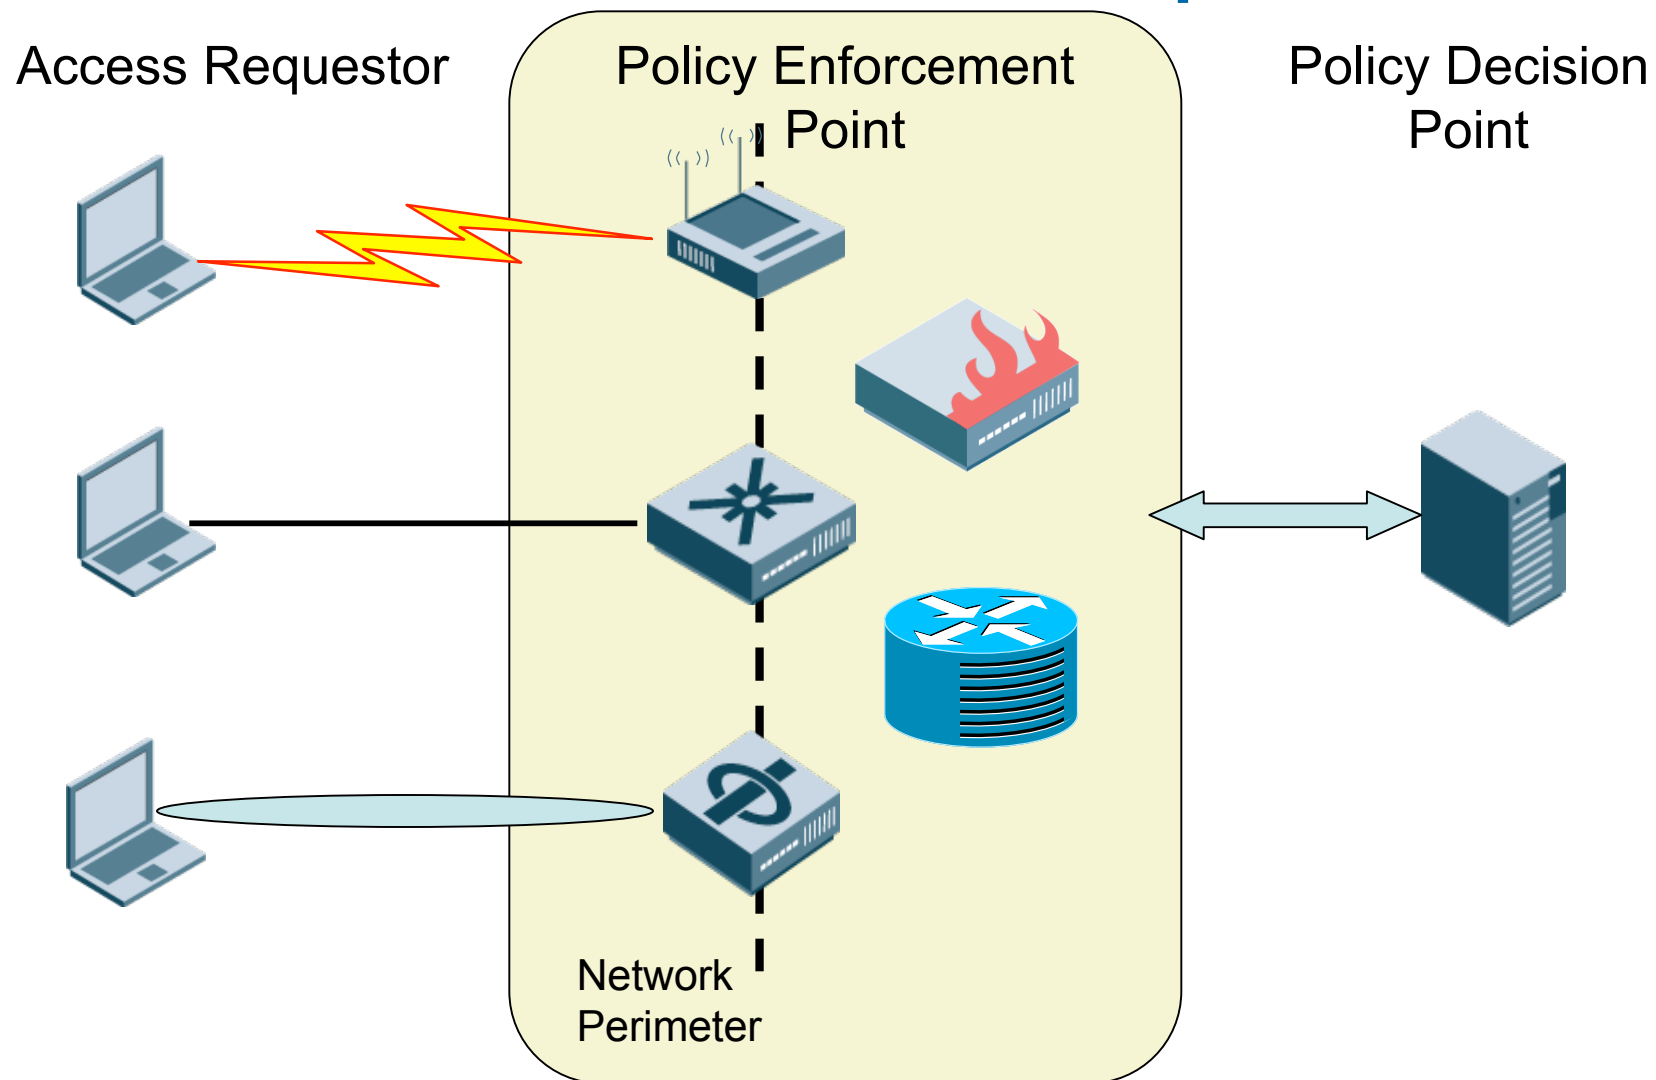 Access Requestor
Policy Enforcement
Point
Policy Decision
Point
Network
Perimeter